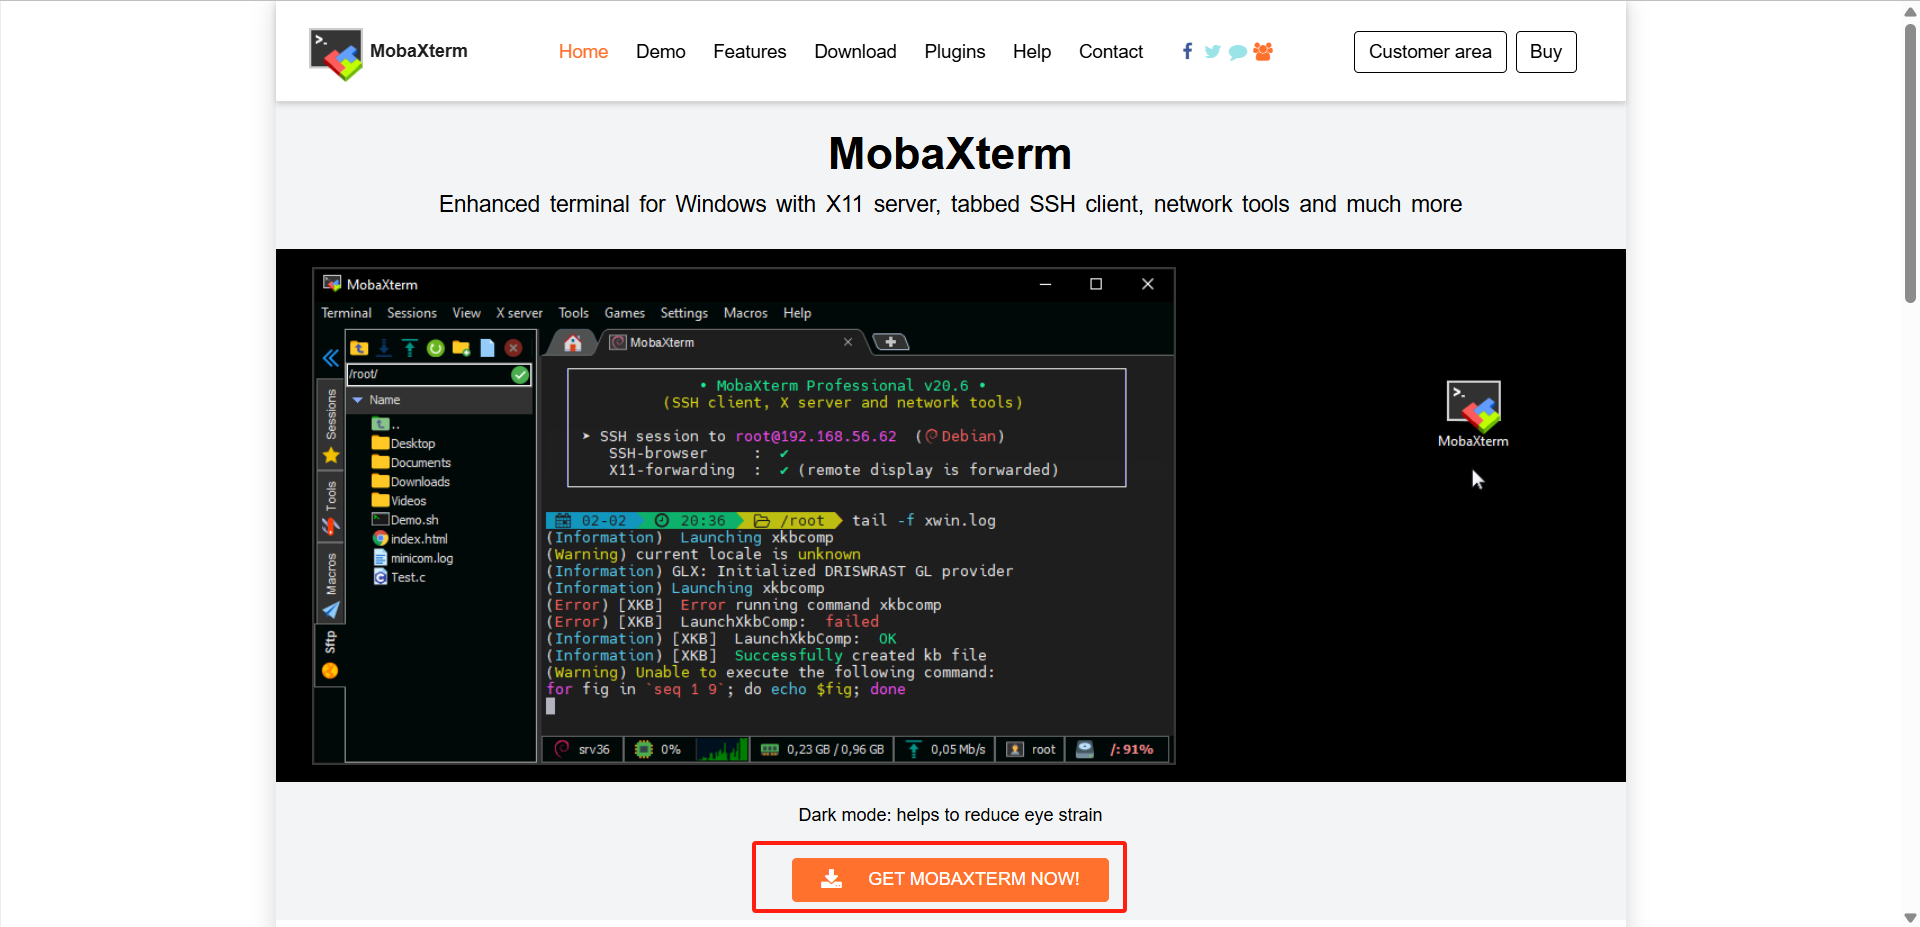 MobaXterm
Home Demo Features Download Plugins Help Contact
Customer area Buy
MobaXterm
Enhanced terminal for Windows with X11 server, tabbed SSH client, network tools and much more
MobaXterm
Terminal Sessions View X server Tools Games Settings Macros Help
MobaXterm
/root/
Name
..
Desktop
Documents
Downloads
Videos
Demo.sh
index.html
minicom.log
Test.c
Sessions
Tools
Macros
Sftp
• MobaXterm Professional v20.6 •
(SSH client, X server and network tools)
➤ SSH session to root@192.168.56.62 (Debian)
SSH-browser : ✔
X11-forwarding : ✔ (remote display is forwarded)
02-02 20:36 /root tail -f xwin.log
(Information) Launching xkbcomp
(Warning) current locale is unknown
(Information) GLX: Initialized DRISWRAST GL provider
(Information) Launching xkbcomp
(Error) [XKB] Error running command xkbcomp
(Error) [XKB] LaunchXkbComp: failed
(Information) [XKB] LaunchXkbComp: OK
(Information) [XKB] Successfully created kb file
(Warning) Unable to execute the following command:
for fig in `seq 1 9`; do echo $fig; done
srv36 0% 0,23 GB / 0,96 GB 0,05 Mb/s root /: 91%
MobaXterm
Dark mode: helps to reduce eye strain
GET MOBAXTERM NOW!